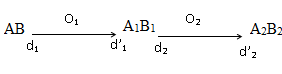 O₁ O₂
AB A₁B₁ A₂B₂
d₁ d'₁ d₂ d'₂